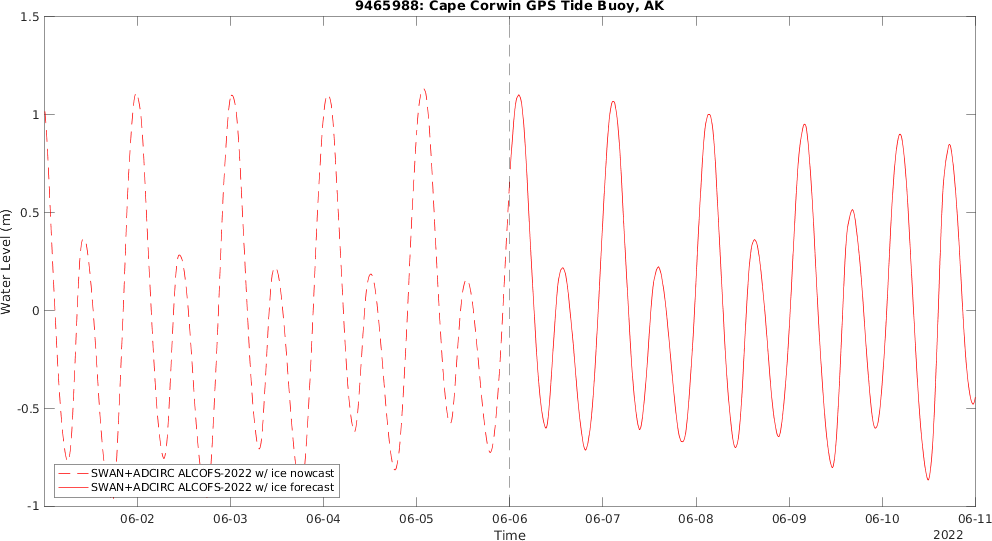 9465988: Cape Corwin GPS Tide Buoy, AK
1.5
1
0.5
0
-0.5
-1
Water Level (m)
SWAN+ADCIRC ALCOFS-2022 w/ ice nowcast
SWAN+ADCIRC ALCOFS-2022 w/ ice forecast
06-02 06-03 06-04 06-05 06-06 06-07 06-08 06-09 06-10 06-11
Time
2022